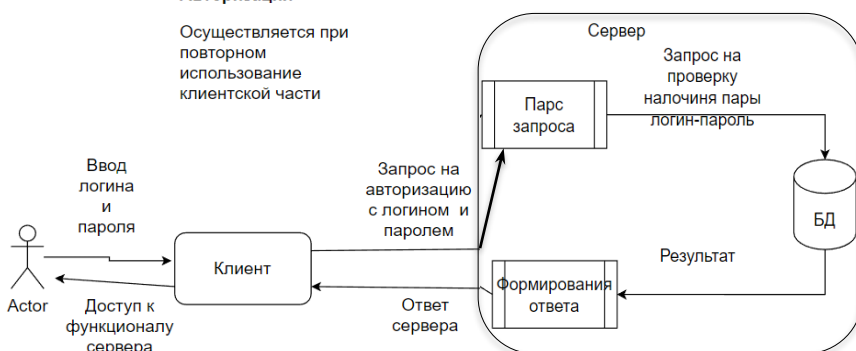 Осуществляется при
повторном
использование
клиентской части
Сервер
Запрос на
проверку
налочиня пары
логин-пароль
Парс
запроса
Ввод
логина
и
пароля
Запрос на
авторизацию
с логином и
паролем
БД
Клиент
Результат
Формирования
ответа
Actor
Доступ к
функционалу
сервера
Ответ
сервера